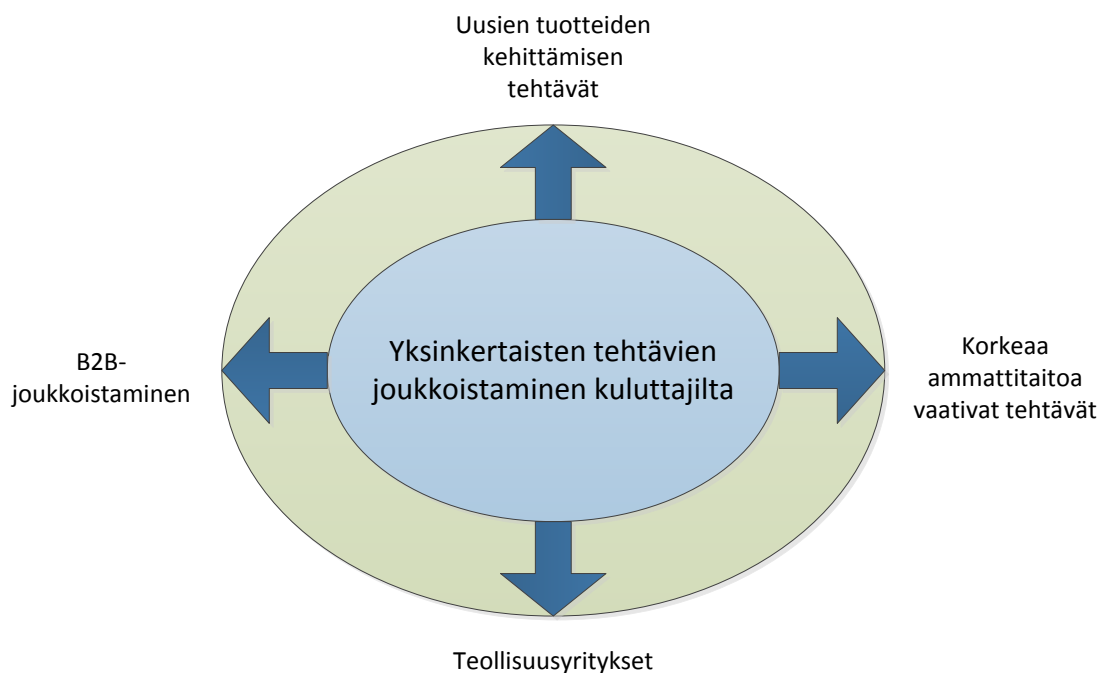 Uusien tuotteiden
kehittämisen
tehtävät
B2B-
joukkoistaminen
Yksinkertaisten tehtävien
joukkoistaminen kuluttajilta
Korkeaa
ammattitaitoa
vaativat tehtävät
Teollisuusyritykset